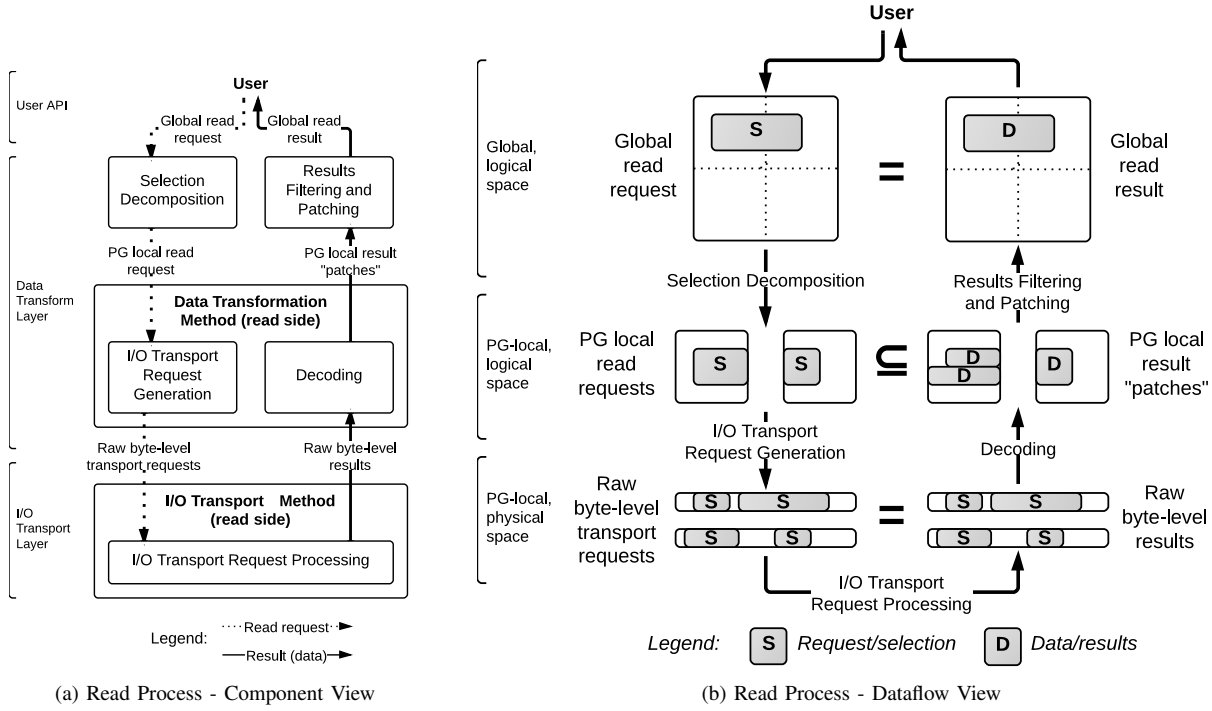 User
User API
Global read
request
Global read
result
Selection
Decomposition
Results
Filtering and
Patching
PG local read
request
PG local result
"patches"
Data
Transform
Layer
Data Transformation
Method (read side)
I/O Transport
Request
Generation
Decoding
Raw byte-level
transport requests
Raw byte-level
results
I/O
Transport
Layer
I/O Transport Method
(read side)
I/O Transport Request Processing
Legend:
Read request
Result (data)
(a) Read Process - Component View
User
Global,
logical
space
Global
read
request
S
=
D
Global
read
result
Selection Decomposition
Results Filtering
and Patching
PG-local,
logical
space
PG local
read
requests
S
S
⊆
D
D
D
PG local
result
"patches"
I/O Transport
Request Generation
Decoding
PG-local,
physical
space
Raw
byte-level
transport
requests
S S
S S
=
S S
S S
Raw
byte-level
results
I/O Transport
Request Processing
Legend:
S Request/selection
D Data/results
(b) Read Process - Dataflow View